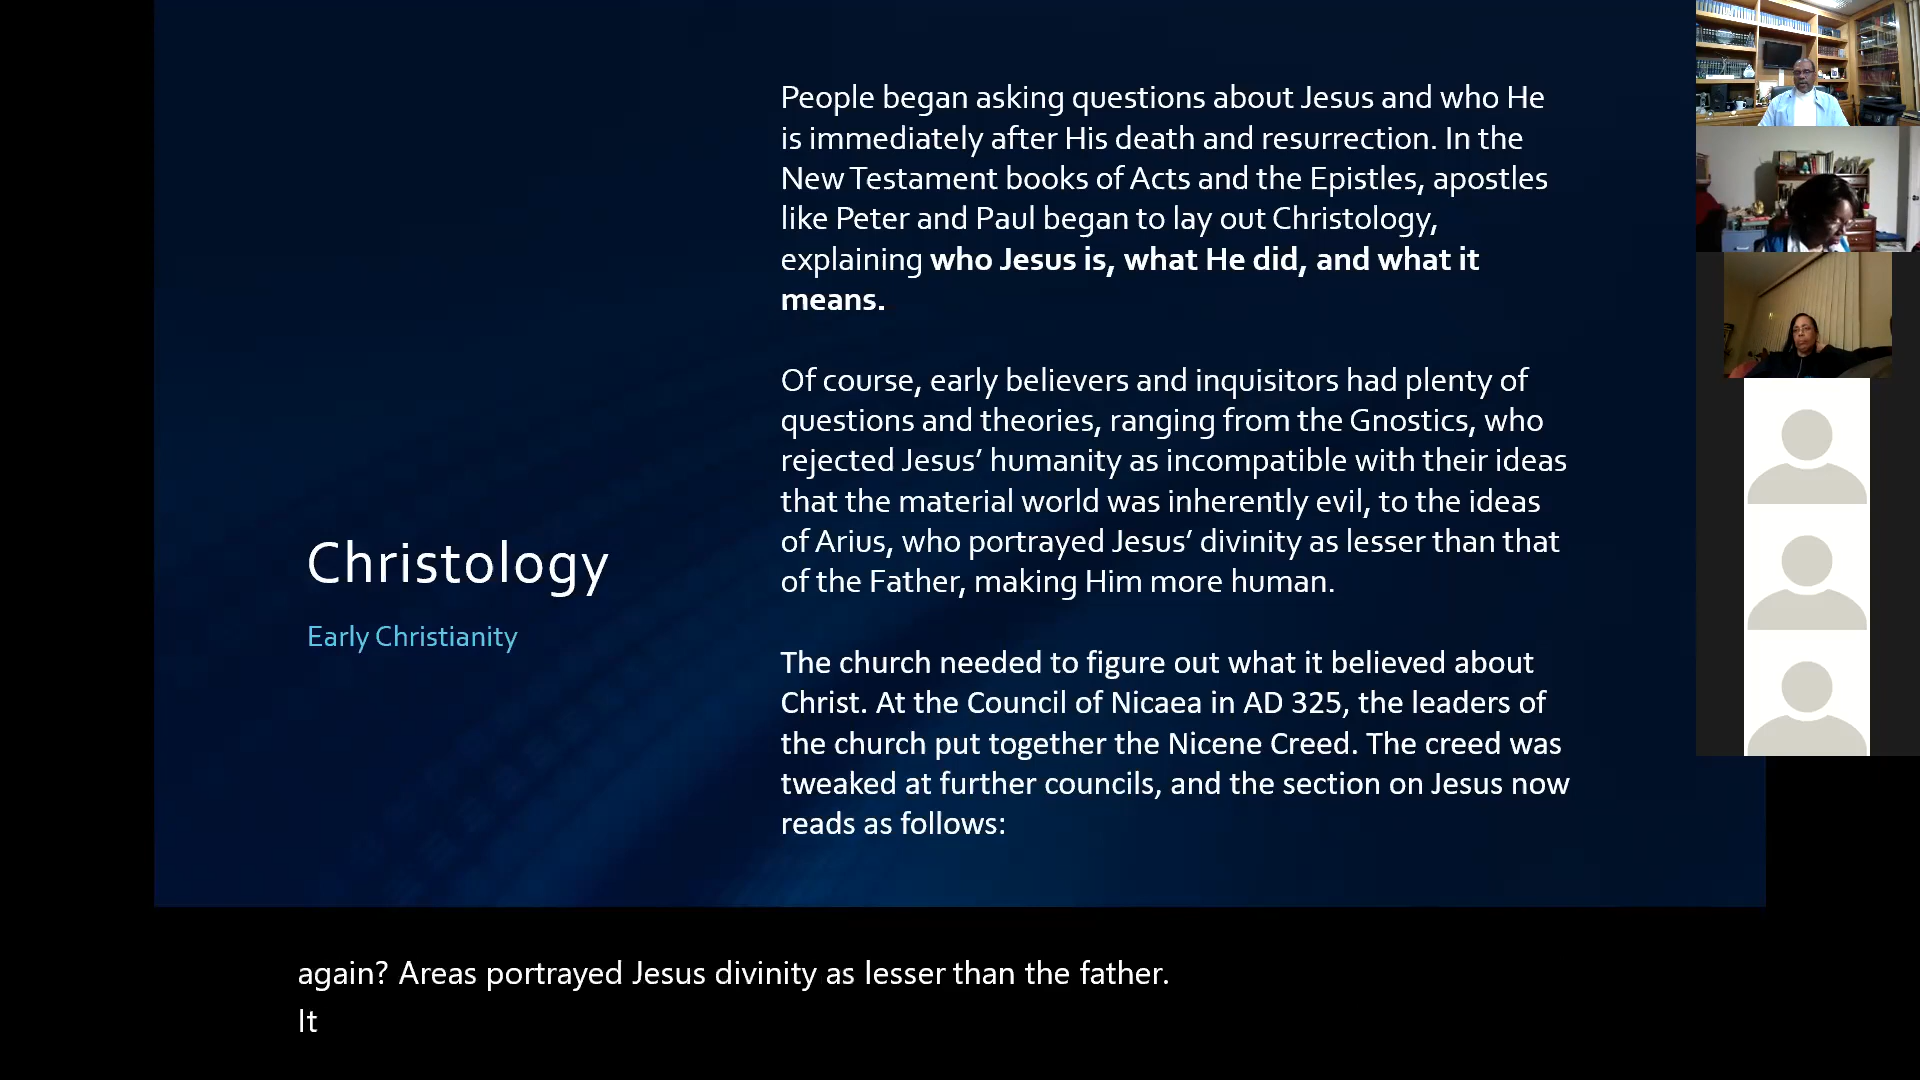 Christology
Early Christianity
People began asking questions about Jesus and who He
is immediately after His death and resurrection. In the
New Testament books of Acts and the Epistles, apostles
like Peter and Paul began to lay out Christology,
explaining who Jesus is, what He did, and what it
means.
Of course, early believers and inquisitors had plenty of
questions and theories, ranging from the Gnostics, who
rejected Jesus’ humanity as incompatible with their ideas
that the material world was inherently evil, to the ideas
of Arius, who portrayed Jesus’ divinity as lesser than that
of the Father, making Him more human.
The church needed to figure out what it believed about
Christ. At the Council of Nicaea in AD 325, the leaders of
the church put together the Nicene Creed. The creed was
tweaked at further councils, and the section on Jesus now
reads as follows:
again? Areas portrayed Jesus divinity as lesser than the father.
It